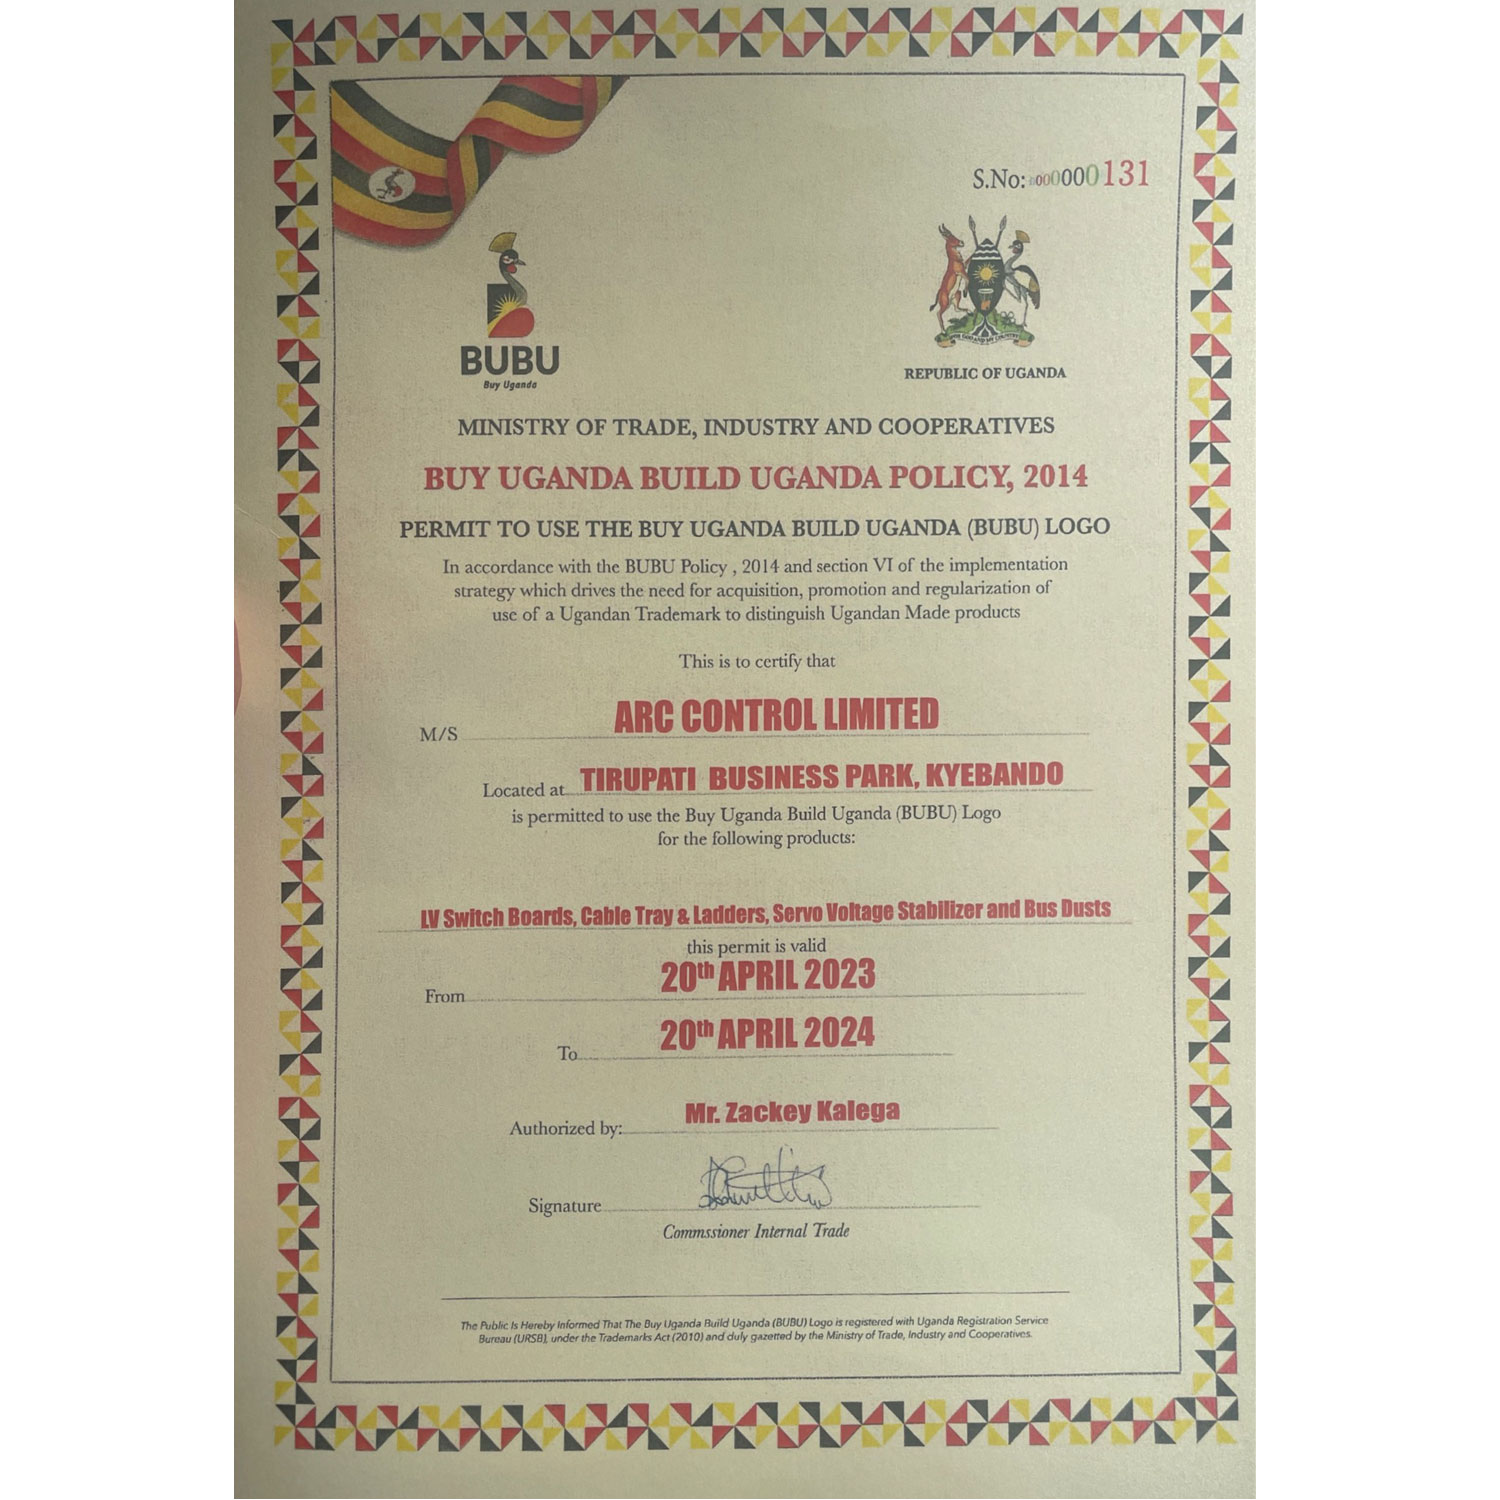 S.No: 0000000131
BUBU
Buy Uganda
REPUBLIC OF UGANDA
MINISTRY OF TRADE, INDUSTRY AND COOPERATIVES
BUY UGANDA BUILD UGANDA POLICY, 2014
PERMIT TO USE THE BUY UGANDA BUILD UGANDA (BUBU) LOGO
In accordance with the BUBU Policy , 2014 and section VI of the implementation
strategy which drives the need for acquisition, promotion and regularization of
use of a Ugandan Trademark to distinguish Ugandan Made products
This is to certify that
M/S ARC CONTROL LIMITED
Located at TIRUPATI BUSINESS PARK, KYEBANDO
is permitted to use the Buy Uganda Build Uganda (BUBU) Logo
for the following products:
LV Switch Boards, Cable Tray & Ladders, Servo Voltage Stabilizer and Bus Dusts
this permit is valid
From 20th APRIL 2023
To 20th APRIL 2024
Authorized by: Mr. Zackey Kalega
Signature
Commssioner Internal Trade
The Public Is Hereby Informed That The Buy Uganda Build Uganda (BUBU) Logo is registered with Uganda Registration Service
Bureau (URSB), under the Trademarks Act (2010) and duly gazetted by the Ministry of Trade, Industry and Cooperatives.